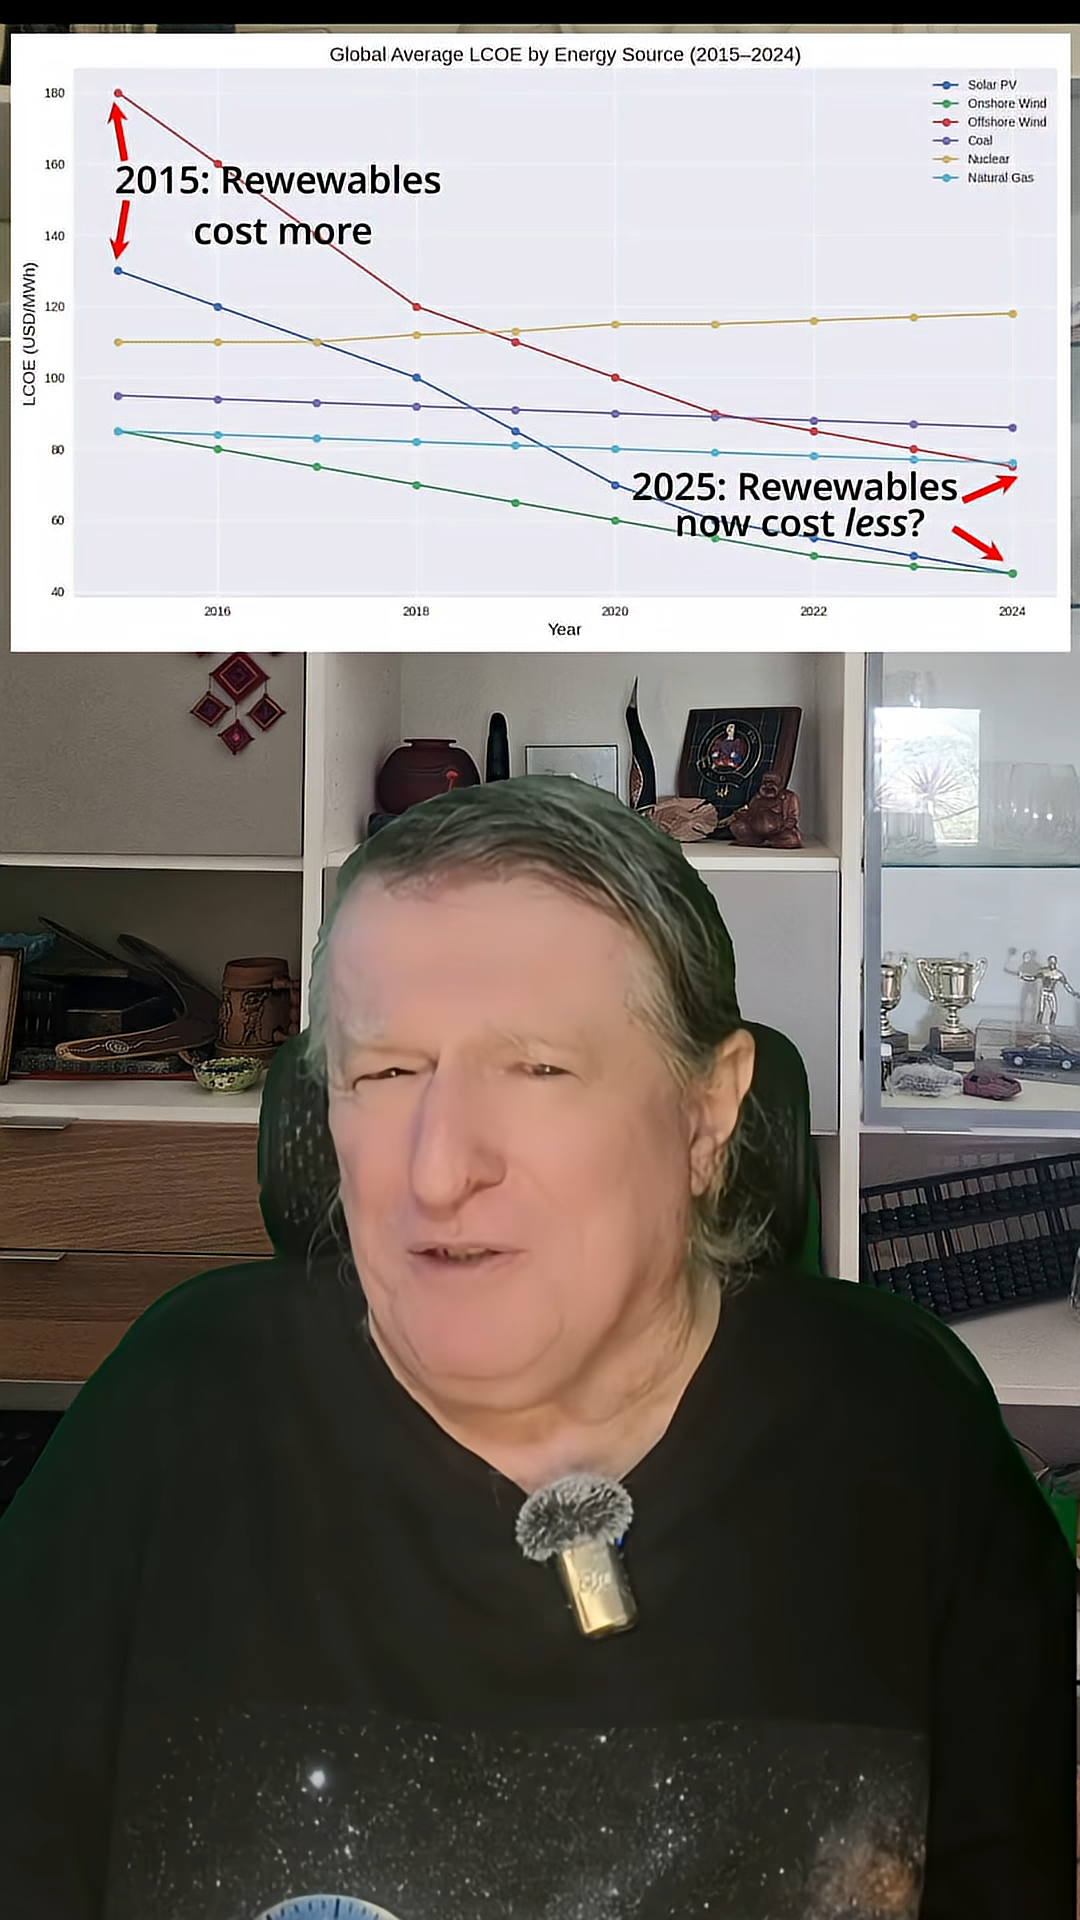 Global Average LCOE by Energy Source (2015–2024)
Solar PV
Onshore Wind
Offshore Wind
Coal
Nuclear
Natural Gas
LCOE (USD/MWh)
180
160
140
120
100
80
60
40
2015: Rewewables
cost more
2025: Rewewables
now cost less?
2016
2018
2020
2022
2024
Year